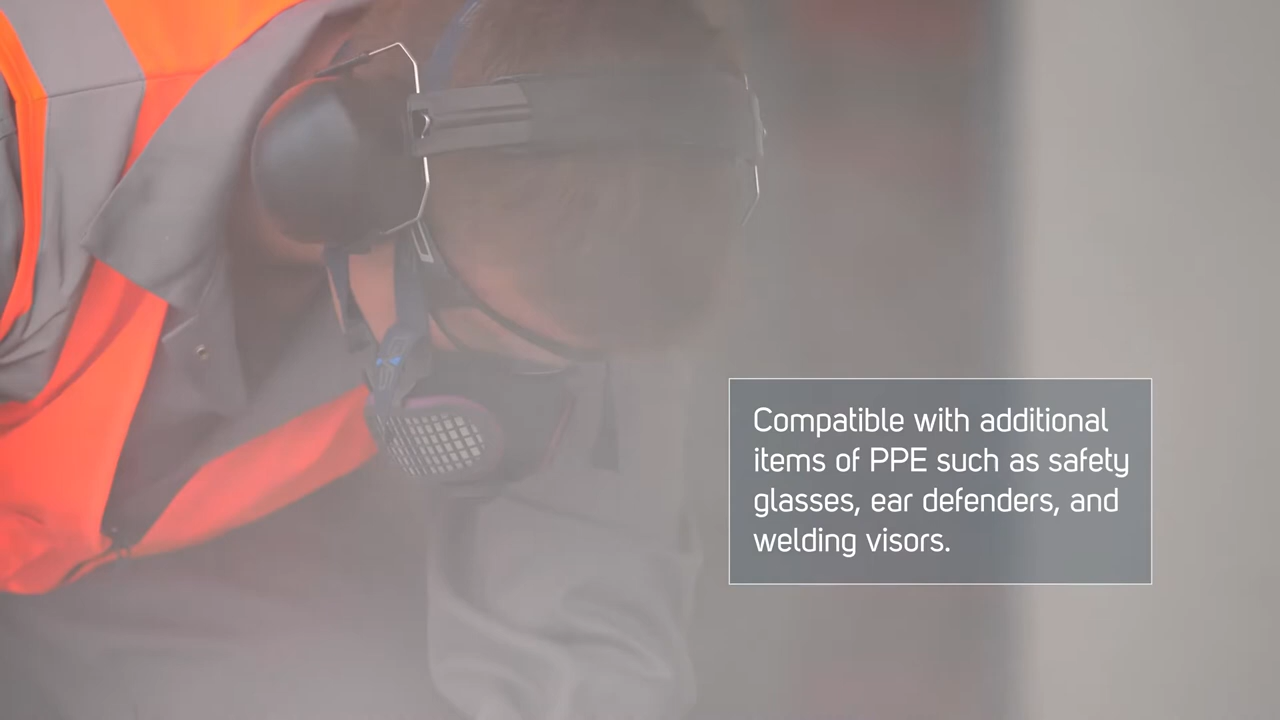 Compatible with additional
items of PPE such as safety
glasses, ear defenders, and
welding visors.